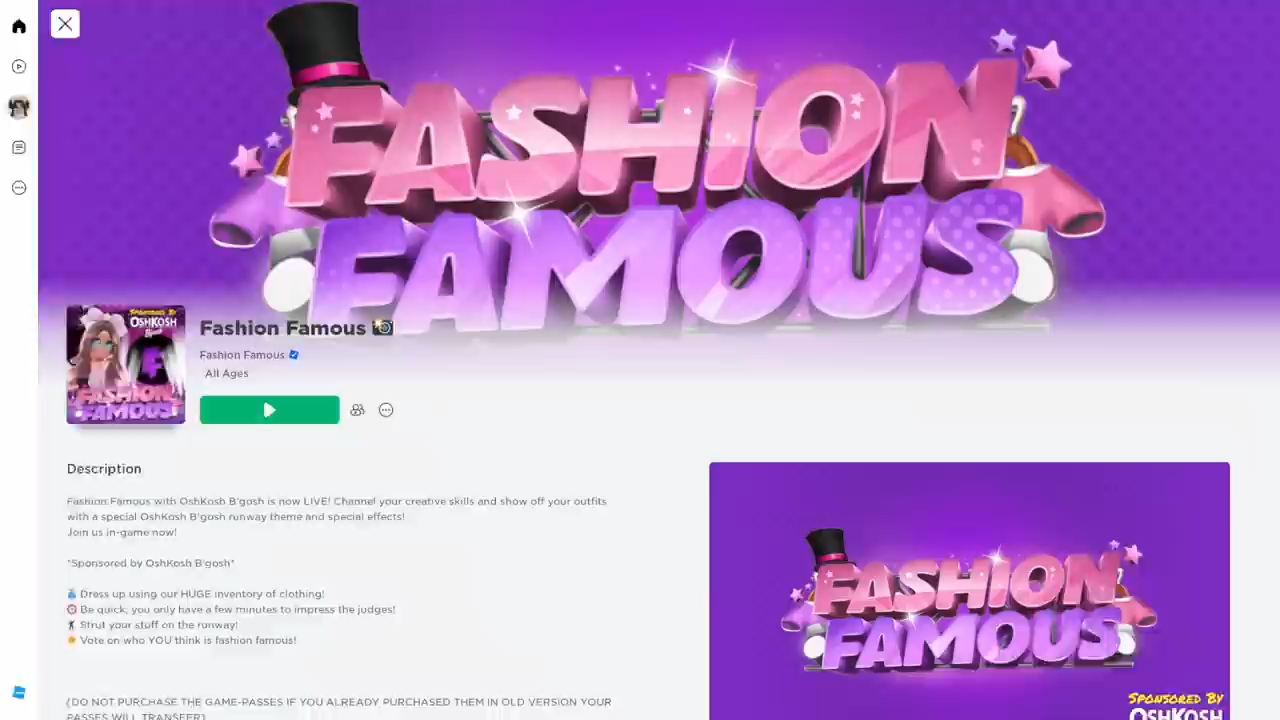 FASHION
FAMOUS
SPONSORED BY
OSHKOSH
B'gosh
F
FASHION
FAMOUS
Fashion Famous 📸
Fashion Famous
All Ages
Description
Fashion Famous with OshKosh B'gosh is now LIVE! Channel your creative skills and show off your outfits
with a special OshKosh B'gosh runway theme and special effects!
Join us in-game now!
*Sponsored by OshKosh B'gosh*
👗 Dress up using our HUGE inventory of clothing!
⏰ Be quick, you only have a few minutes to impress the judges!
🕴 Strut your stuff on the runway!
🌟 Vote on who YOU think is fashion famous!
(DO NOT PURCHASE THE GAME-PASSES IF YOU ALREADY PURCHASED THEM IN OLD VERSION YOUR
PASSES WILL TRANSFER)
FASHION
FAMOUS
SPONSORED BY
OSHKOSH